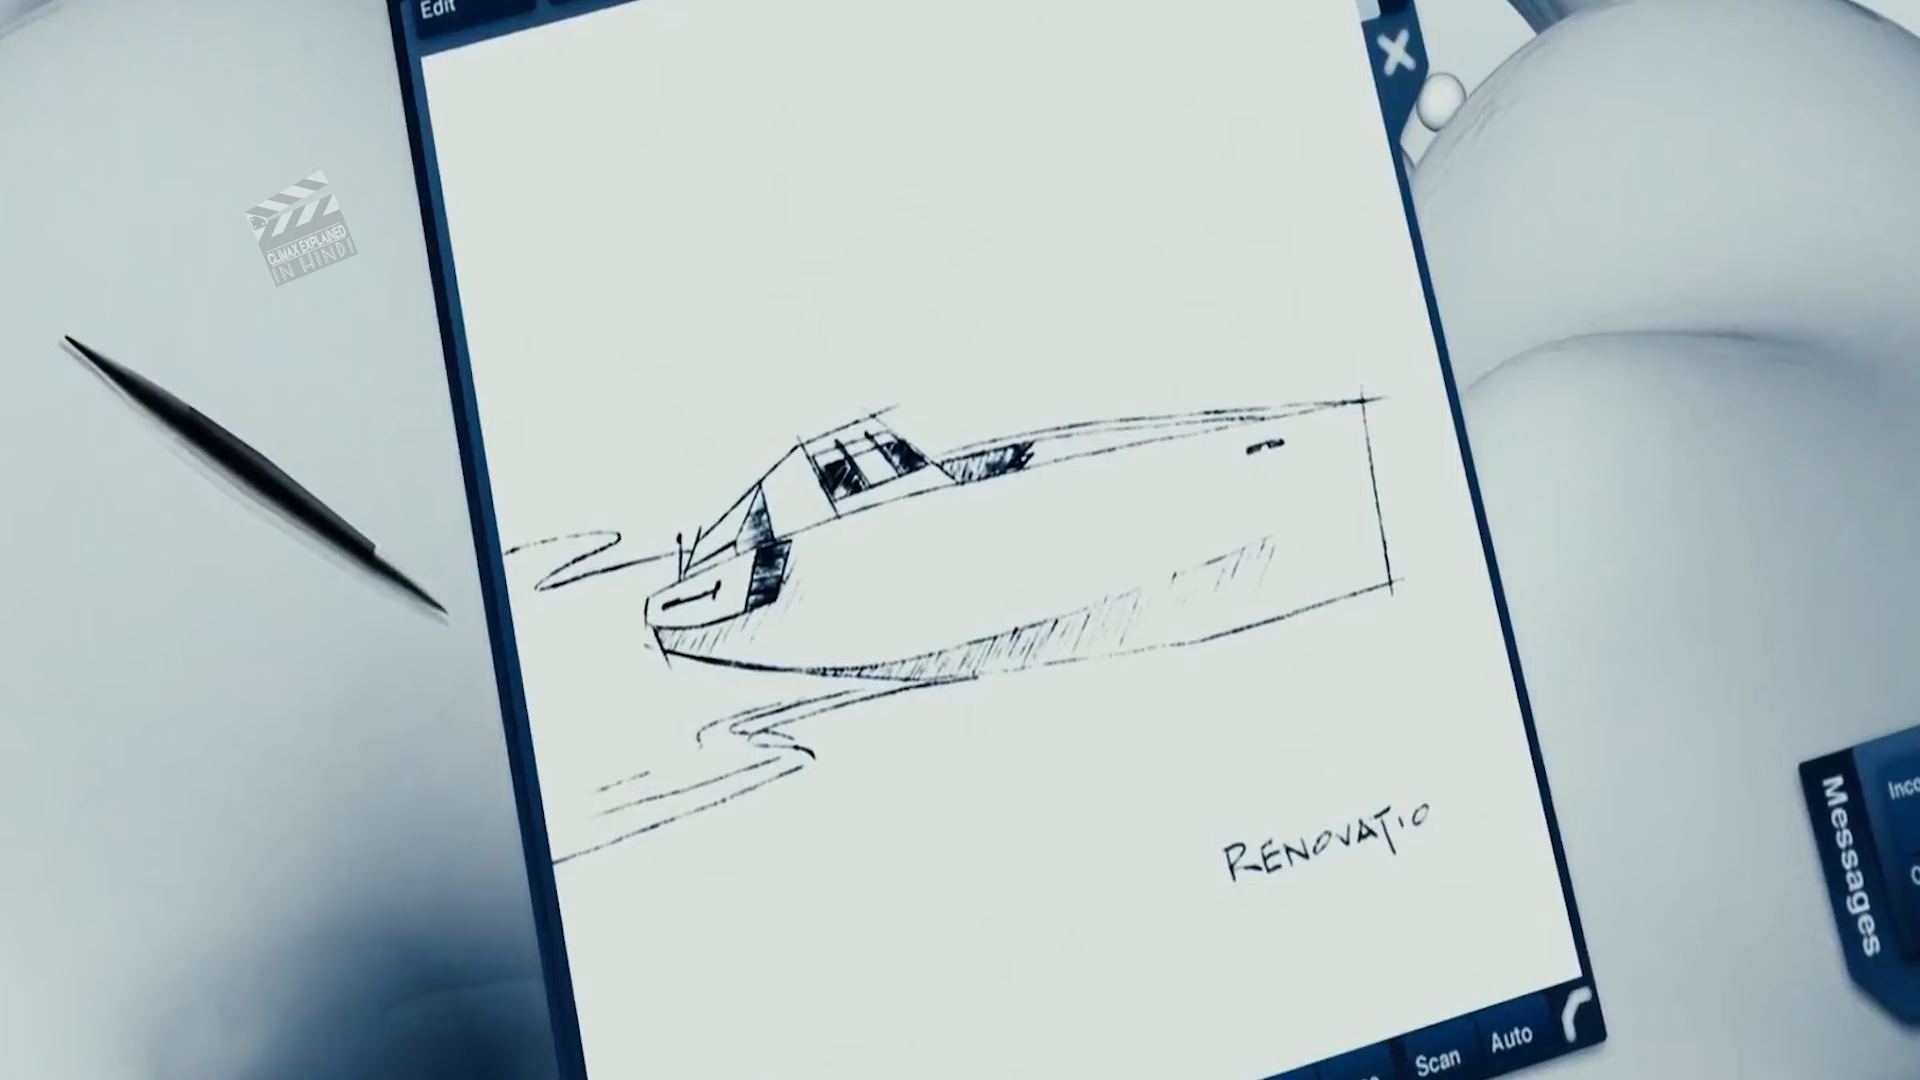 Edit
CLIMAX EXPLAINED
IN HINDI
RENOVATIO
Messages
Scan
Auto